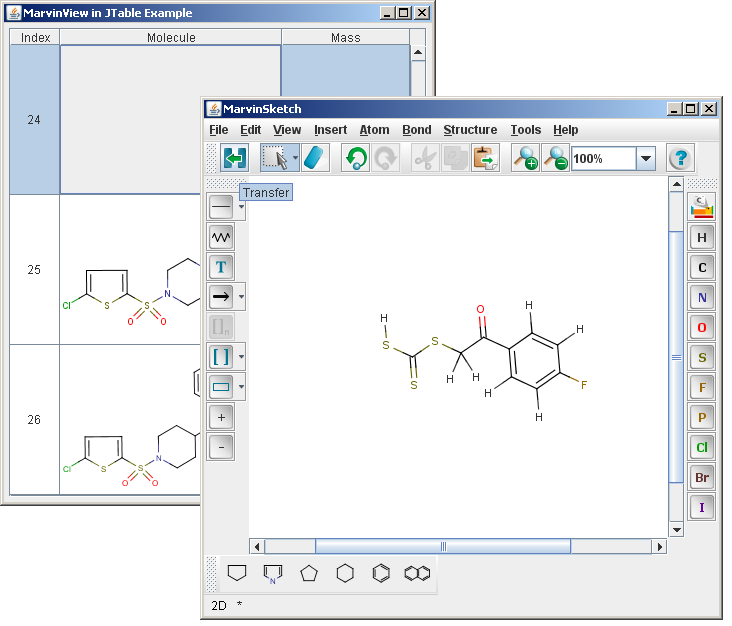 MarvinView in JTable Example
Index Molecule Mass
24
25
Cl S S N O O
26
Cl S S N O O
MarvinSketch
File Edit View Insert Atom Bond Structure Tools Help
100% ?
Transfer
T
[ ]n
[ ]
+
-
H S S S H H O H H F H H
C
H
C
N
O
S
F
P
Cl
Br
I
N
2D *